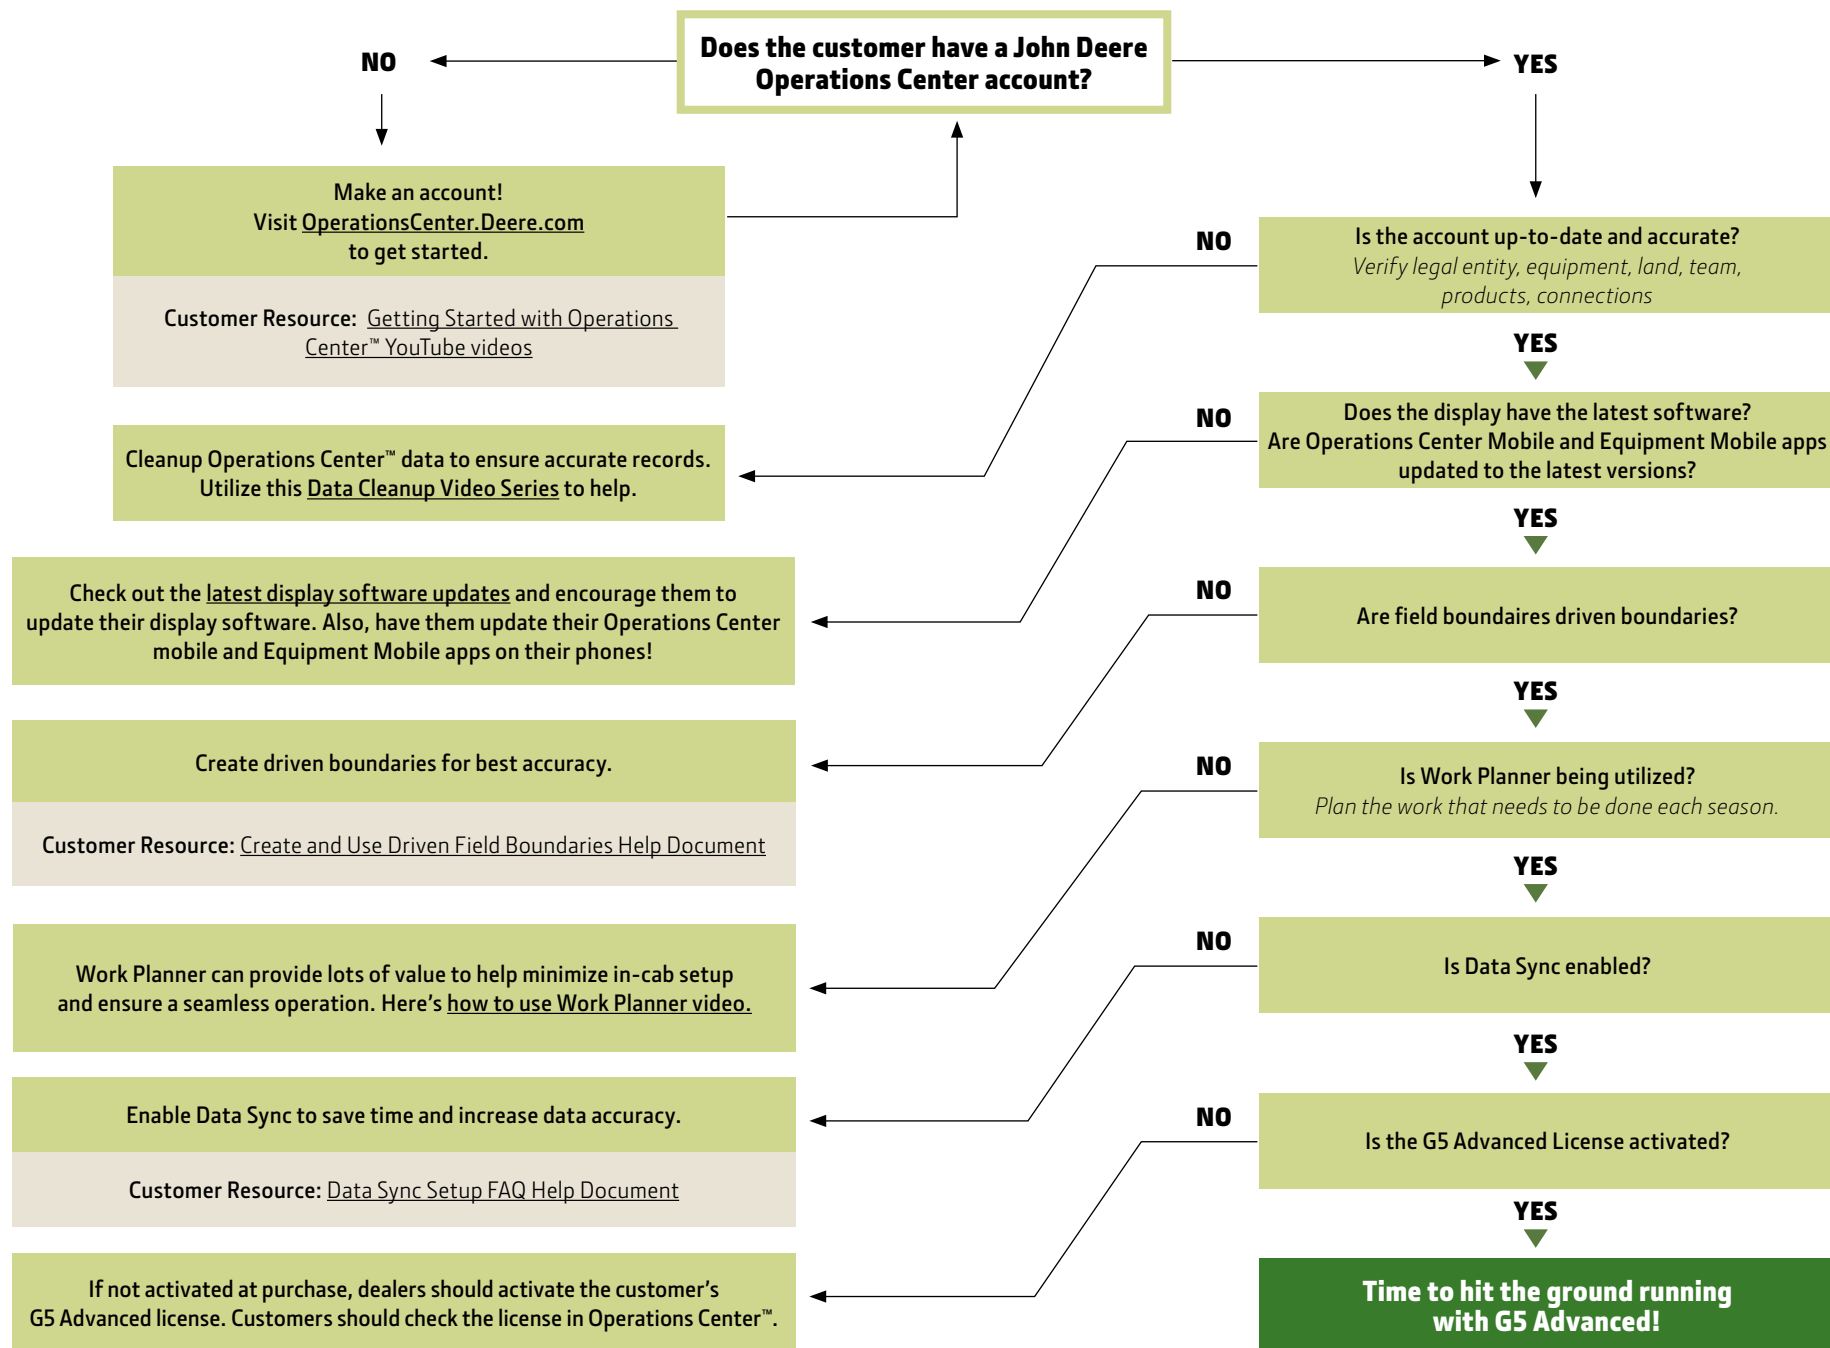 Does the customer have a John Deere
Operations Center account?
NO
YES
Make an account!
Visit OperationsCenter.Deere.com
to get started.
Customer Resource: Getting Started with Operations
Center™ YouTube videos
NO
Is the account up-to-date and accurate?
Verify legal entity, equipment, land, team,
products, connections
YES
Cleanup Operations Center™ data to ensure accurate records.
Utilize this Data Cleanup Video Series to help.
NO
Does the display have the latest software?
Are Operations Center Mobile and Equipment Mobile apps
updated to the latest versions?
YES
Check out the latest display software updates and encourage them to
update their display software. Also, have them update their Operations Center
mobile and Equipment Mobile apps on their phones!
NO
Are field boundaires driven boundaries?
YES
Create driven boundaries for best accuracy.
Customer Resource: Create and Use Driven Field Boundaries Help Document
NO
Is Work Planner being utilized?
Plan the work that needs to be done each season.
YES
Work Planner can provide lots of value to help minimize in-cab setup
and ensure a seamless operation. Here's how to use Work Planner video.
NO
Is Data Sync enabled?
YES
Enable Data Sync to save time and increase data accuracy.
Customer Resource: Data Sync Setup FAQ Help Document
NO
Is the G5 Advanced License activated?
YES
If not activated at purchase, dealers should activate the customer's
G5 Advanced license. Customers should check the license in Operations Center™.
Time to hit the ground running
with G5 Advanced!